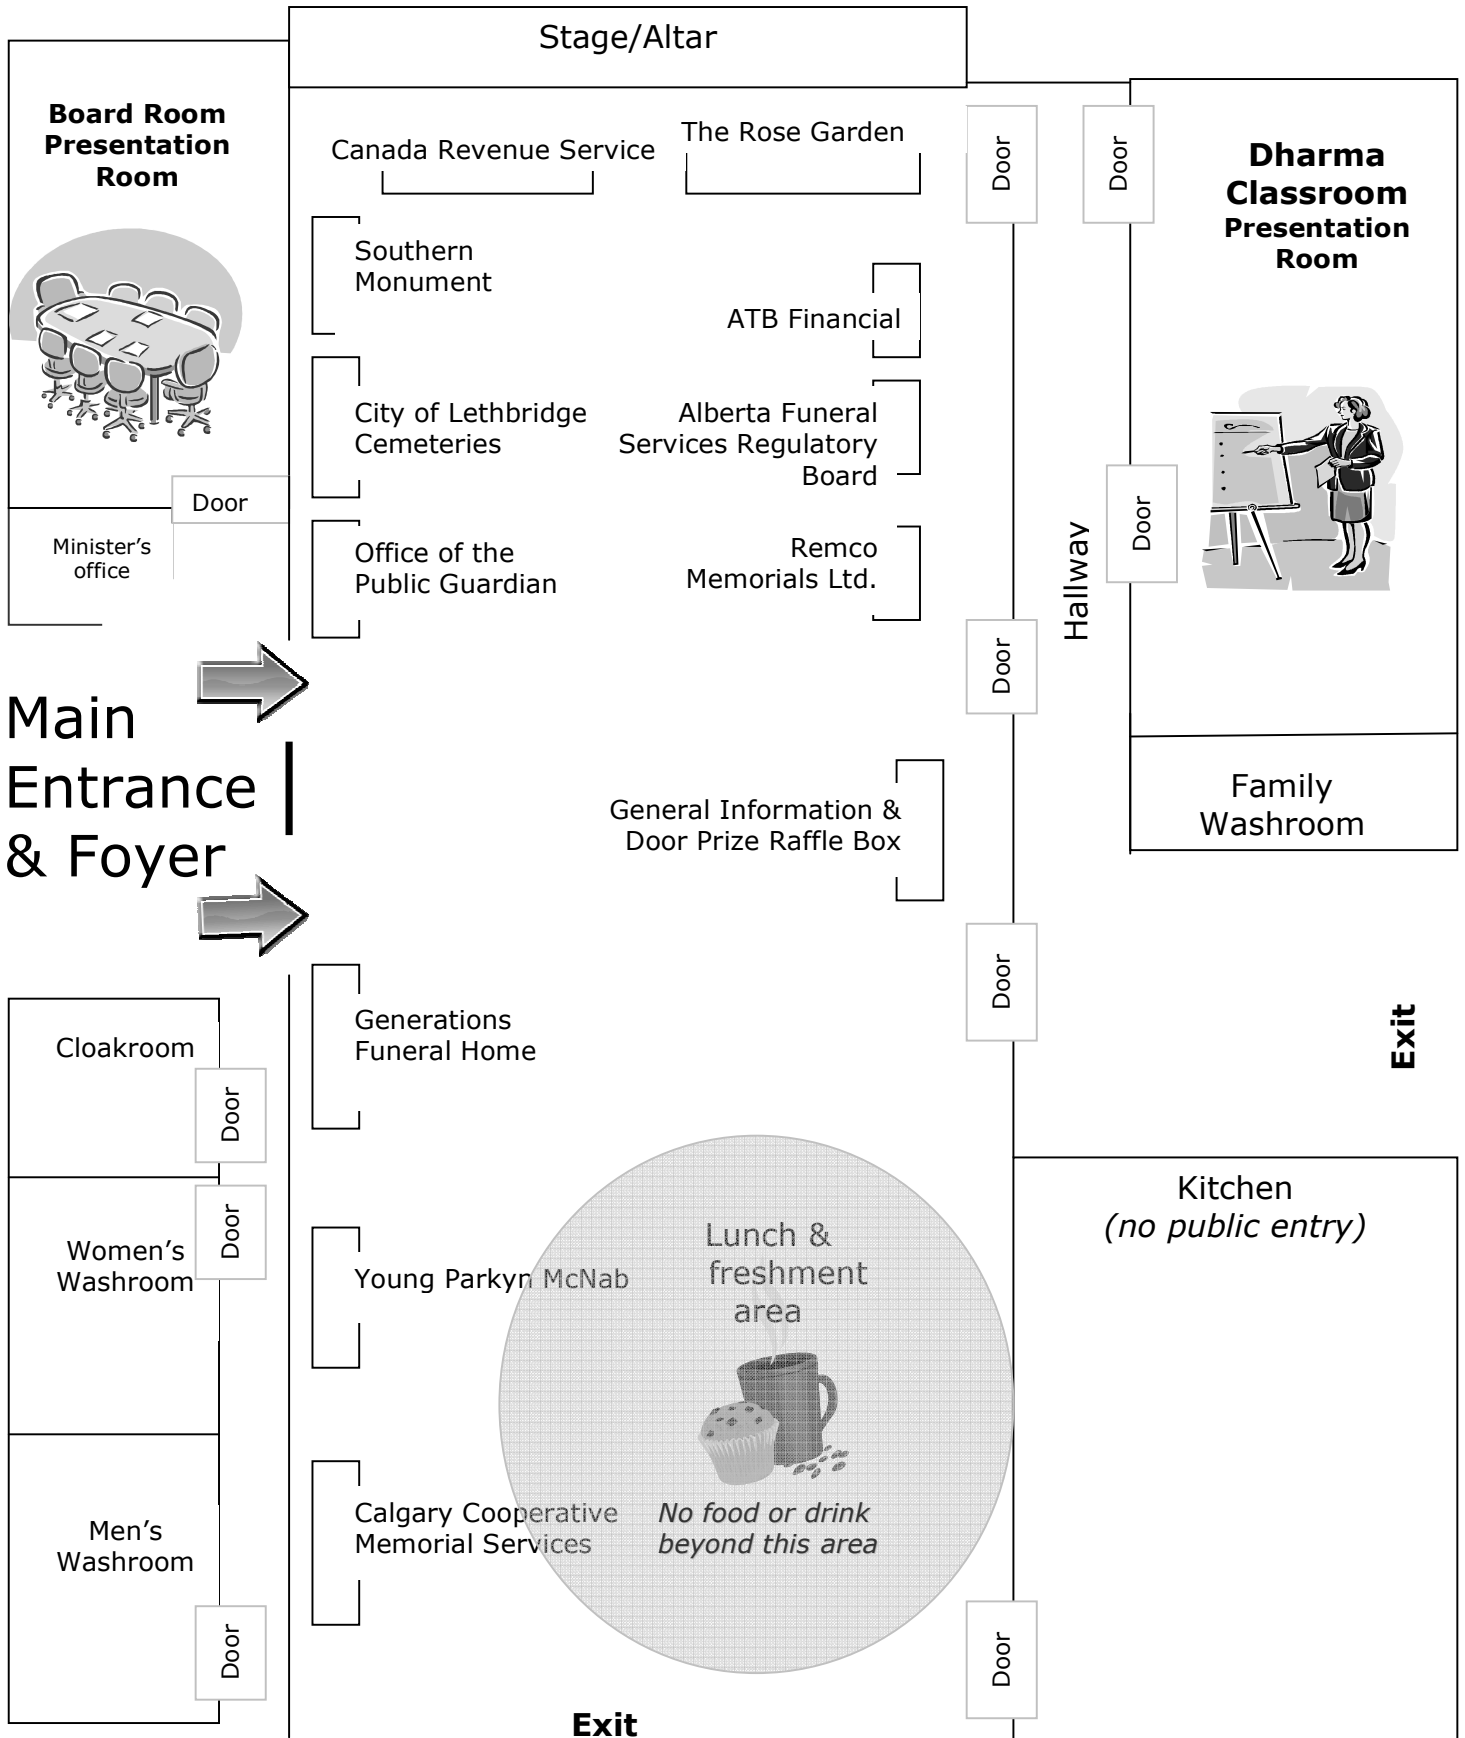 Stage/Altar
Board Room
Presentation
Room
Canada Revenue Service
The Rose Garden
Door
Door
Dharma
Classroom
Presentation
Room
Southern
Monument
ATB Financial
City of Lethbridge
Cemeteries
Alberta Funeral
Services Regulatory
Board
Door
Door
Hallway
Minister's
office
Office of the
Public Guardian
Remco
Memorials Ltd.
Door
Main
Entrance
& Foyer
General Information &
Door Prize Raffle Box
Family
Washroom
Door
Exit
Cloakroom
Door
Generations
Funeral Home
Women's
Washroom
Door
Young Parkyn McNab
Lunch &
freshment
area
Kitchen
(no public entry)
Men's
Washroom
Door
Calgary Cooperative
Memorial Services
No food or drink
beyond this area
Door
Exit